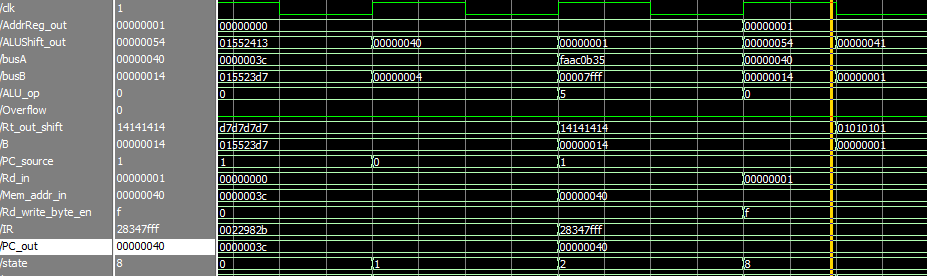 /clk 1
/AddrReg_out 00000001 00000000 00000001
/ALUShift_out 00000054 01552413 00000040 00000001 00000054 00000041
/busA 00000040 0000003c faac0b35 00000040
/busB 00000014 015523d7 00000004 00007fff 00000014 00000001
/ALU_op 0 0 5 0
/Overflow 0
/Rt_out_shift 14141414 d7d7d7d7 14141414 01010101
/B 00000014 015523d7 00000014 00000001
/PC_source 1 1 0 1
/Rd_in 00000001 00000000 00000001
/Mem_addr_in 00000040 0000003c 00000040
/Rd_write_byte_en f 0 f
/IR 28347fff 0022982b 28347fff
/PC_out 00000040 0000003c 00000040
/state 8 0 1 2 8